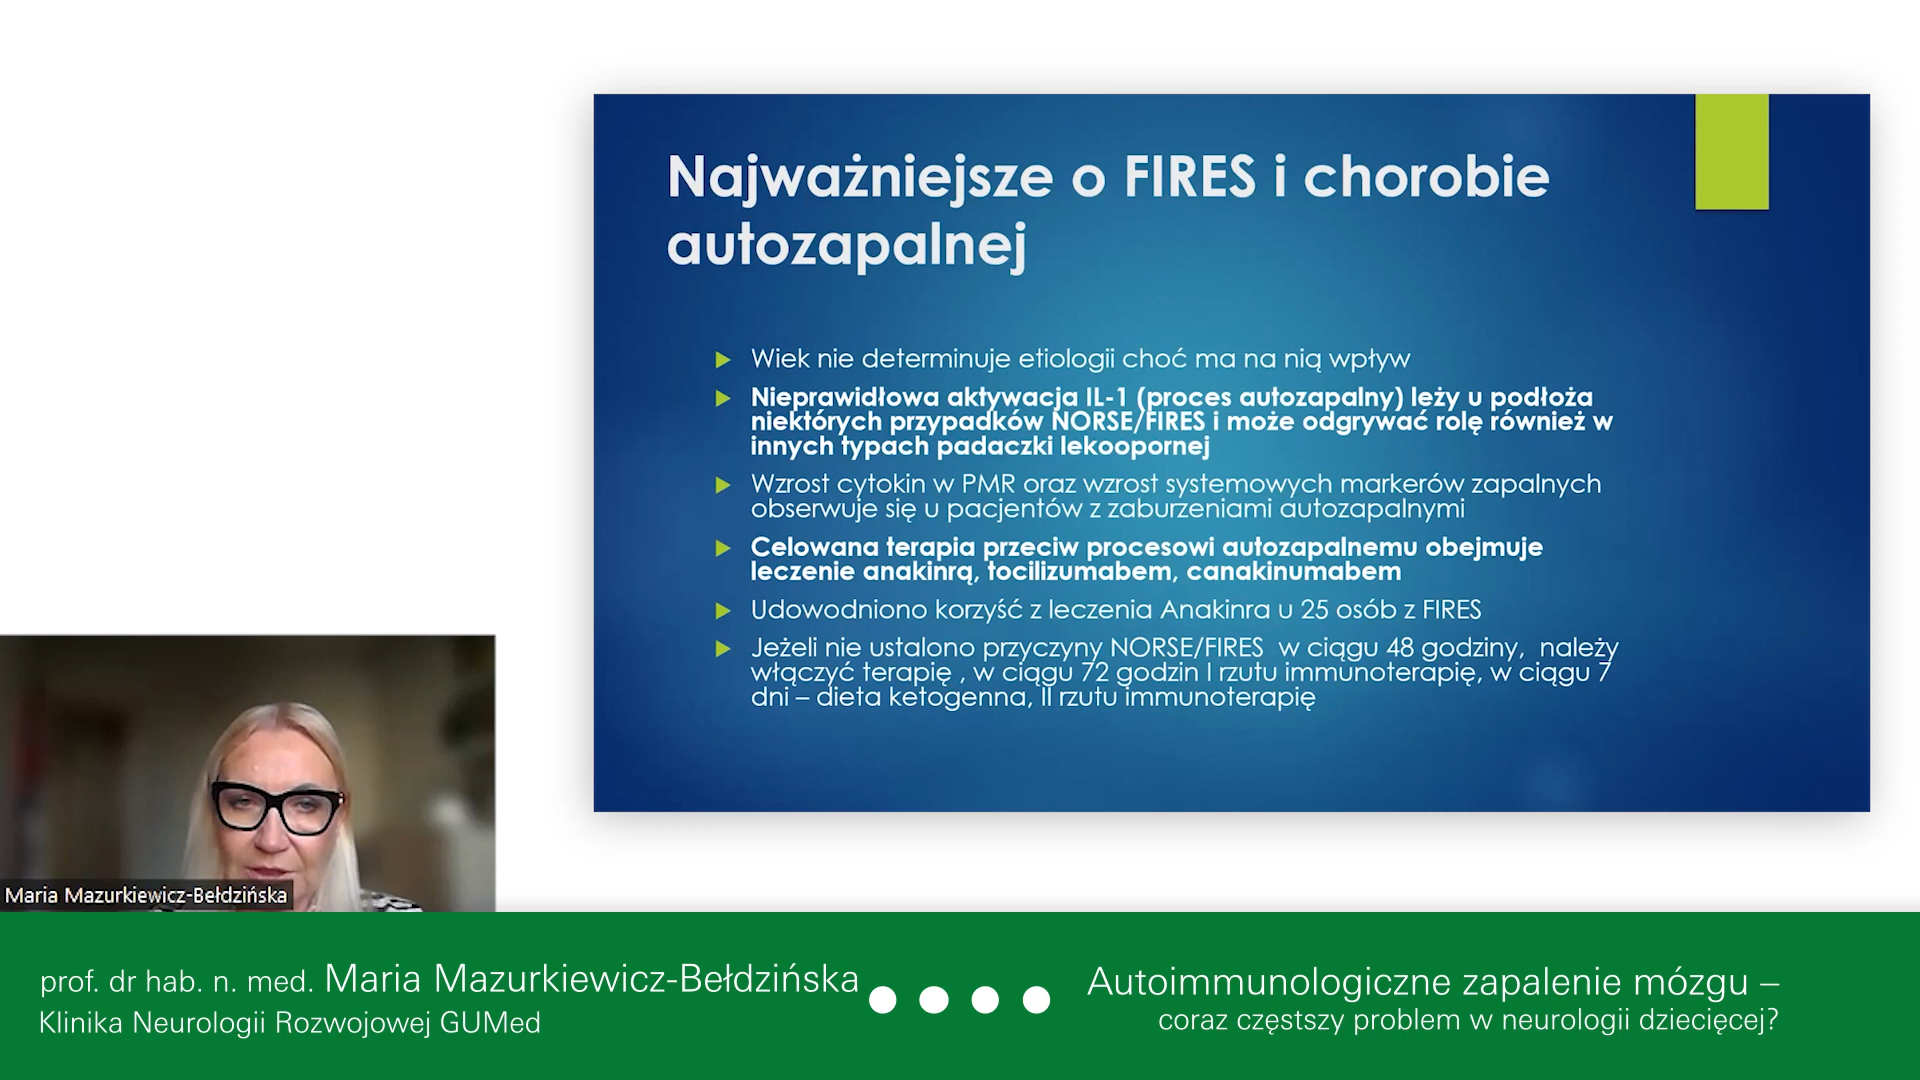 Najważniejsze o FIRES i chorobie
autozapalnej
Wiek nie determinuje etiologii choć ma na nią wpływ
Nieprawidłowa aktywacja IL-1 (proces autozapalny) leży u podłoża
niektórych przypadków NORSE/FIRES i może odgrywać rolę również w
innych typach padaczki lekoopornej
Wzrost cytokin w PMR oraz wzrost systemowych markerów zapalnych
obserwuje się u pacjentów z zaburzeniami autozapalnymi
Celowana terapia przeciw procesowi autozapalnemu obejmuje
leczenie anakinrą, tocilizumabem, canakinumabem
Udowodniono korzyść z leczenia Anakinra u 25 osób z FIRES
Jeżeli nie ustalono przyczyny NORSE/FIRES w ciągu 48 godziny, należy
włączyć terapię , w ciągu 72 godzin I rzutu immunoterapię, w ciągu 7
dni – dieta ketogenna, II rzutu immunoterapię
Maria Mazurkiewicz-Bełdzińska
prof. dr hab. n. med. Maria Mazurkiewicz-Bełdzińska
Klinika Neurologii Rozwojowej GUMed
Autoimmunologiczne zapalenie mózgu –
coraz częstszy problem w neurologii dziecięcej?